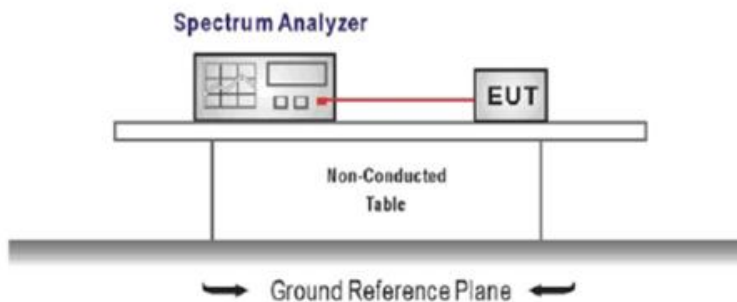 Spectrum Analyzer
EUT
Non-Conducted
Table
Ground Reference Plane